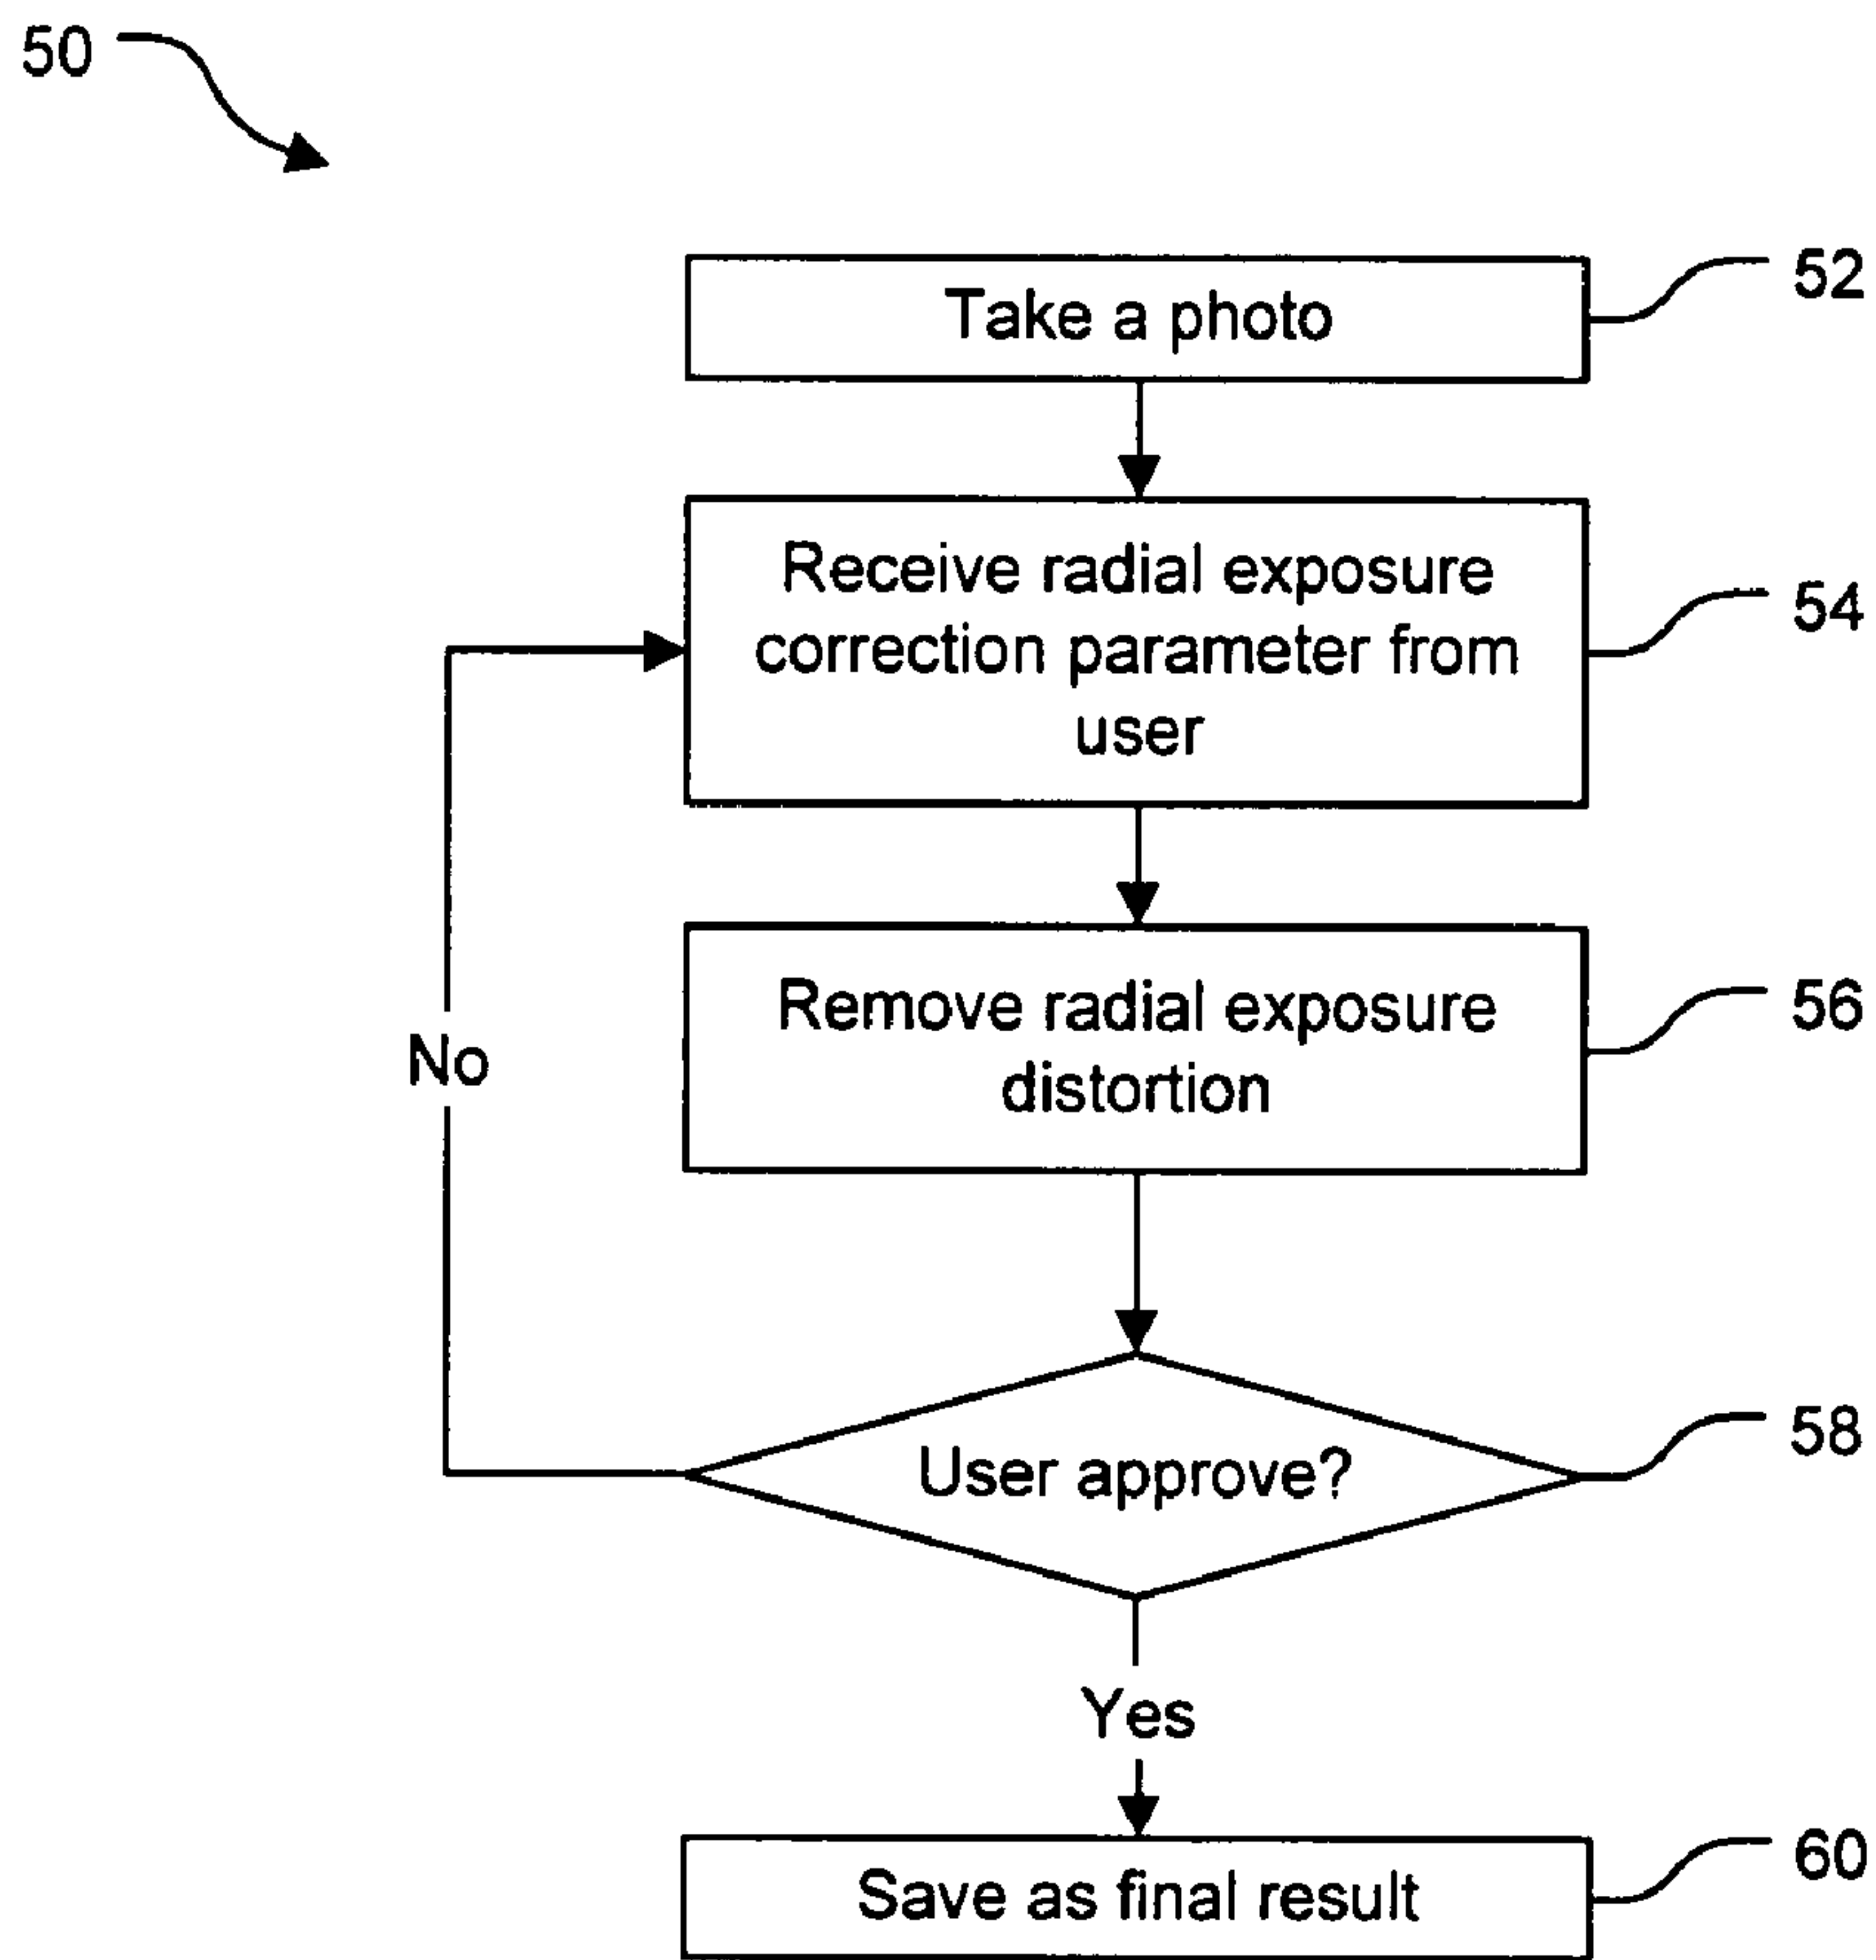 50
Take a photo
52
Receive radial exposure
correction parameter from
user
54
Remove radial exposure
distortion
56
No
User approve?
58
Yes
Save as final result
60